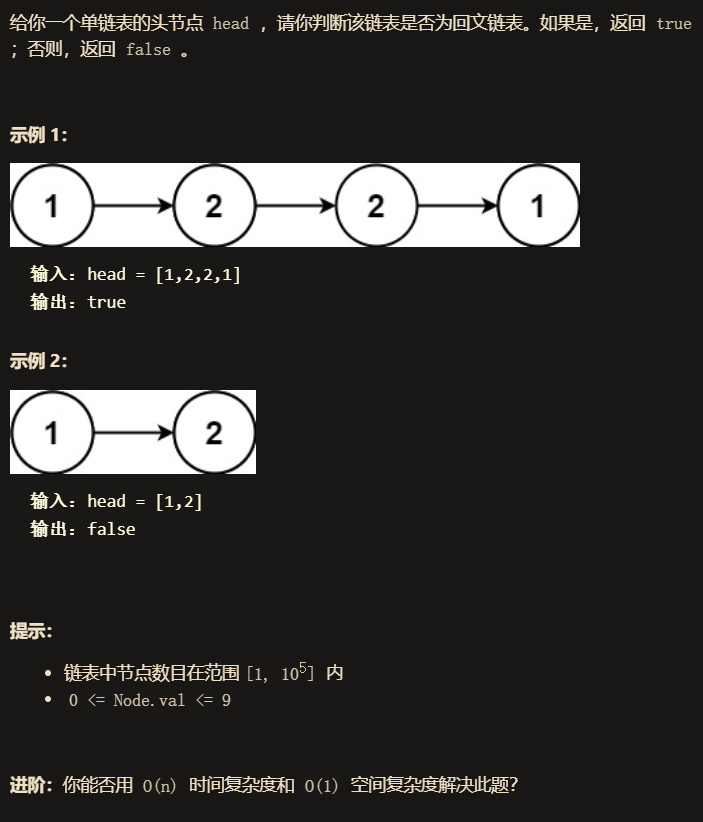 给你一个单链表的头节点 head ，请你判断该链表是否为回文链表。如果是，返回 true
；否则，返回 false 。
示例 1：
1 2 2 1
输入：head = [1,2,2,1]
输出：true
示例 2：
1 2
输入：head = [1,2]
输出：false
提示：
• 链表中节点数目在范围[1, 10⁵] 内
• 0 <= Node.val <= 9
进阶：你能否用 O(n) 时间复杂度和 O(1) 空间复杂度解决此题？